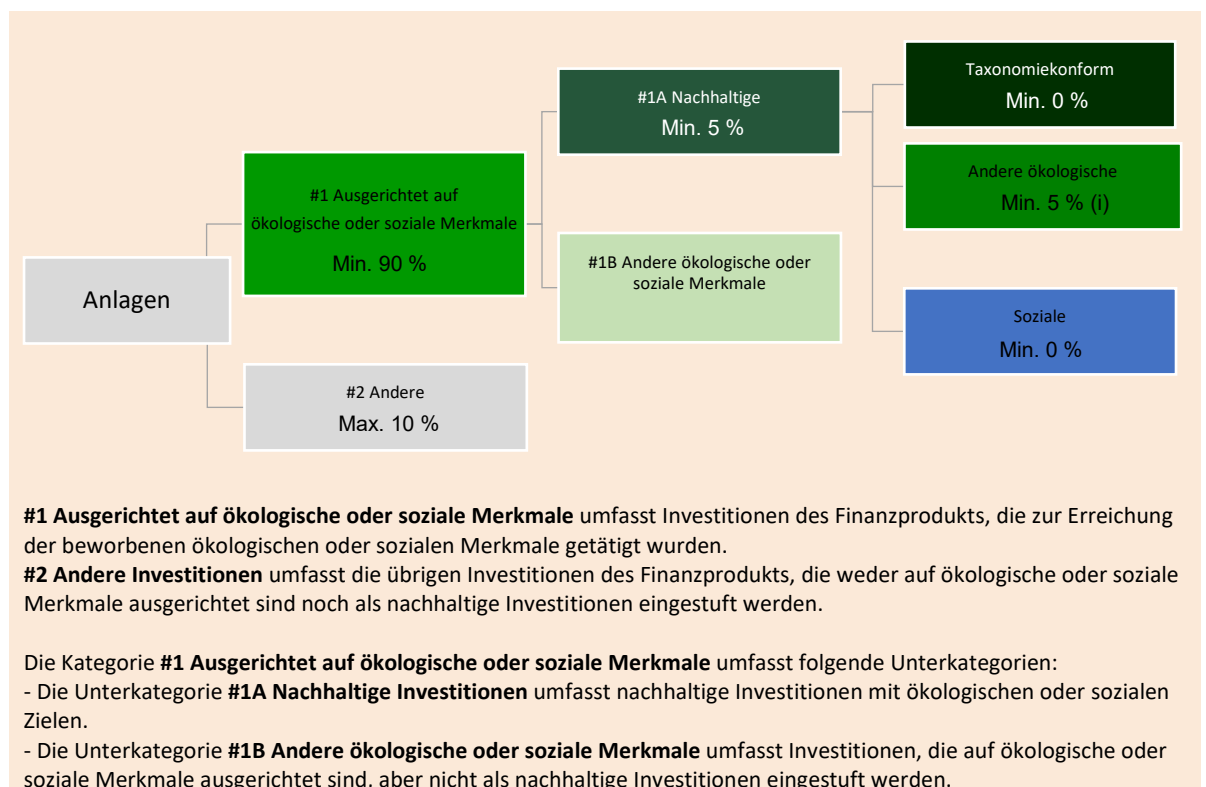 Anlagen
#1 Ausgerichtet auf
ökologische oder soziale Merkmale
Min. 90 %
#2 Andere
Max. 10 %
#1A Nachhaltige
Min. 5 %
#1B Andere ökologische oder
soziale Merkmale
Taxonomiekonform
Min. 0 %
Andere ökologische
Min. 5 % (i)
Soziale
Min. 0 %
#1 Ausgerichtet auf ökologische oder soziale Merkmale umfasst Investitionen des Finanzprodukts, die zur Erreichung
der beworbenen ökologischen oder sozialen Merkmale getätigt wurden.
#2 Andere Investitionen umfasst die übrigen Investitionen des Finanzprodukts, die weder auf ökologische oder soziale
Merkmale ausgerichtet sind noch als nachhaltige Investitionen eingestuft werden.
Die Kategorie #1 Ausgerichtet auf ökologische oder soziale Merkmale umfasst folgende Unterkategorien:
- Die Unterkategorie #1A Nachhaltige Investitionen umfasst nachhaltige Investitionen mit ökologischen oder sozialen
Zielen.
- Die Unterkategorie #1B Andere ökologische oder soziale Merkmale umfasst Investitionen, die auf ökologische oder
soziale Merkmale ausgerichtet sind, aber nicht als nachhaltige Investitionen eingestuft werden.